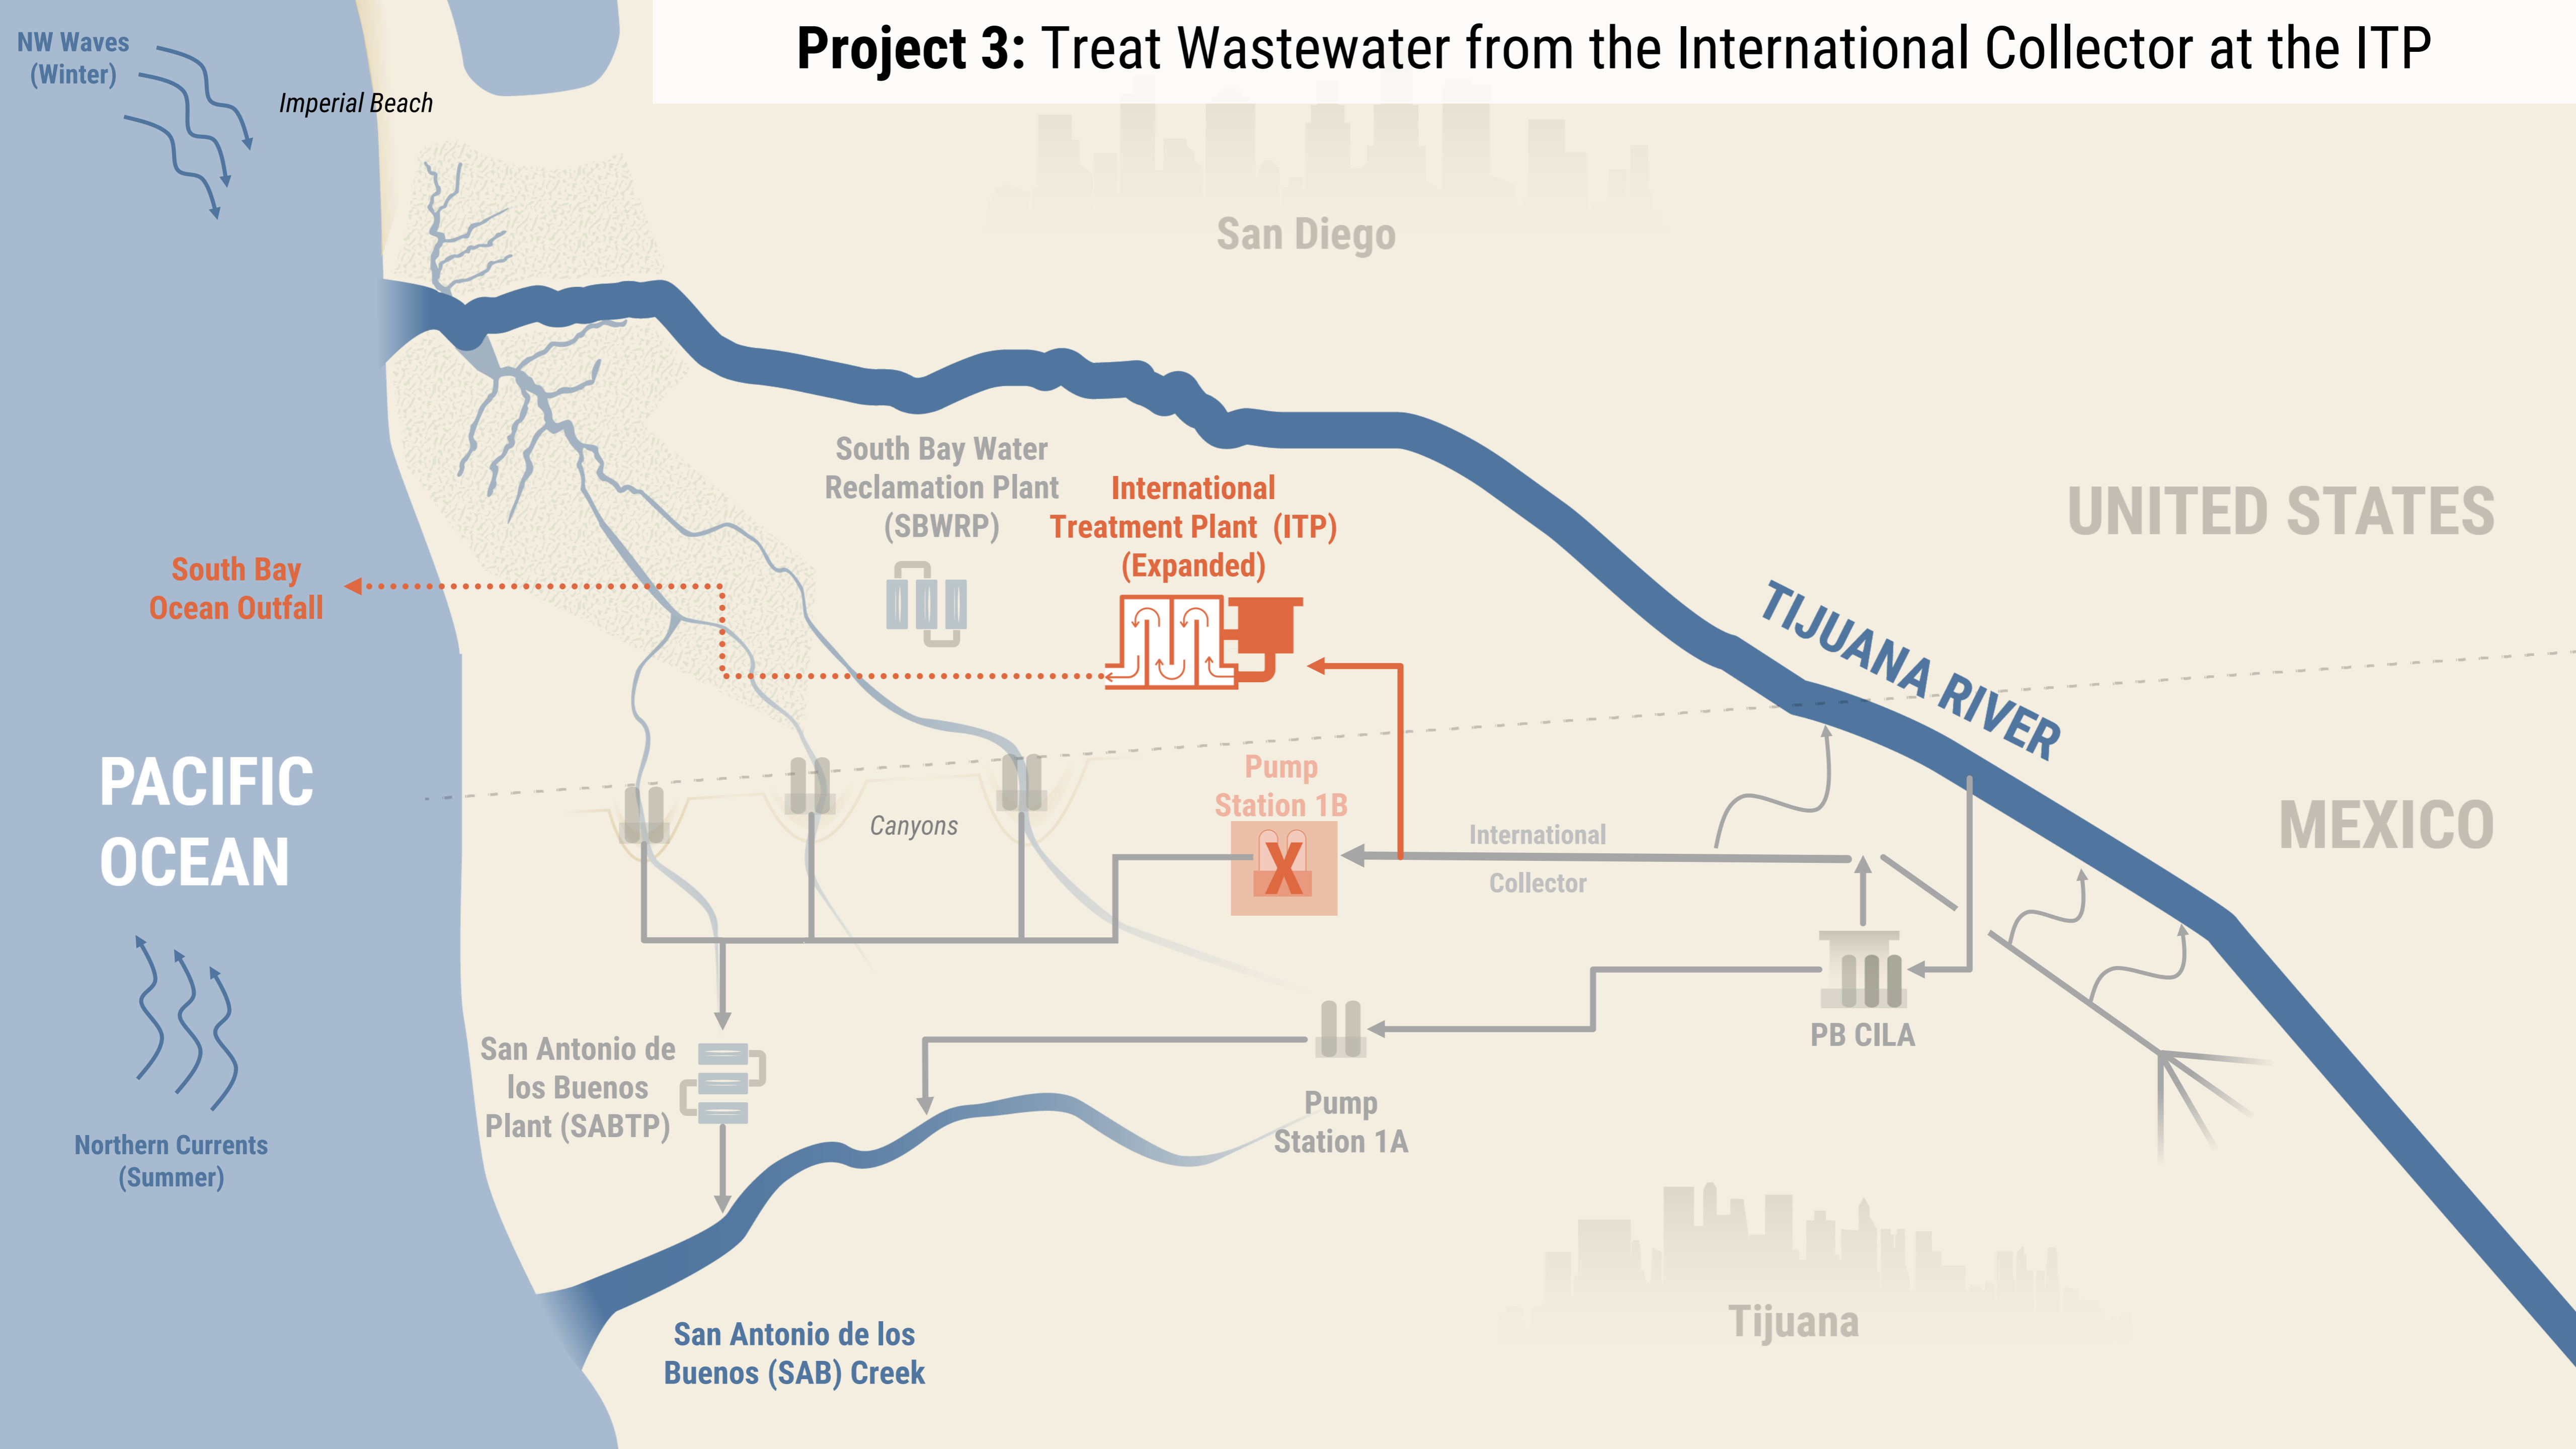 Project 3: Treat Wastewater from the International Collector at the ITP
NW Waves
(Winter)
Imperial Beach
San Diego
South Bay Water
Reclamation Plant
(SBWRP)
International
Treatment Plant (ITP)
(Expanded)
UNITED STATES
South Bay
Ocean Outfall
TIJUANA RIVER
PACIFIC
OCEAN
Pump
Station 1B
X
Canyons
International
Collector
MEXICO
PB CILA
San Antonio de
los Buenos
Plant (SABTP)
Pump
Station 1A
Northern Currents
(Summer)
San Antonio de los
Buenos (SAB) Creek
Tijuana